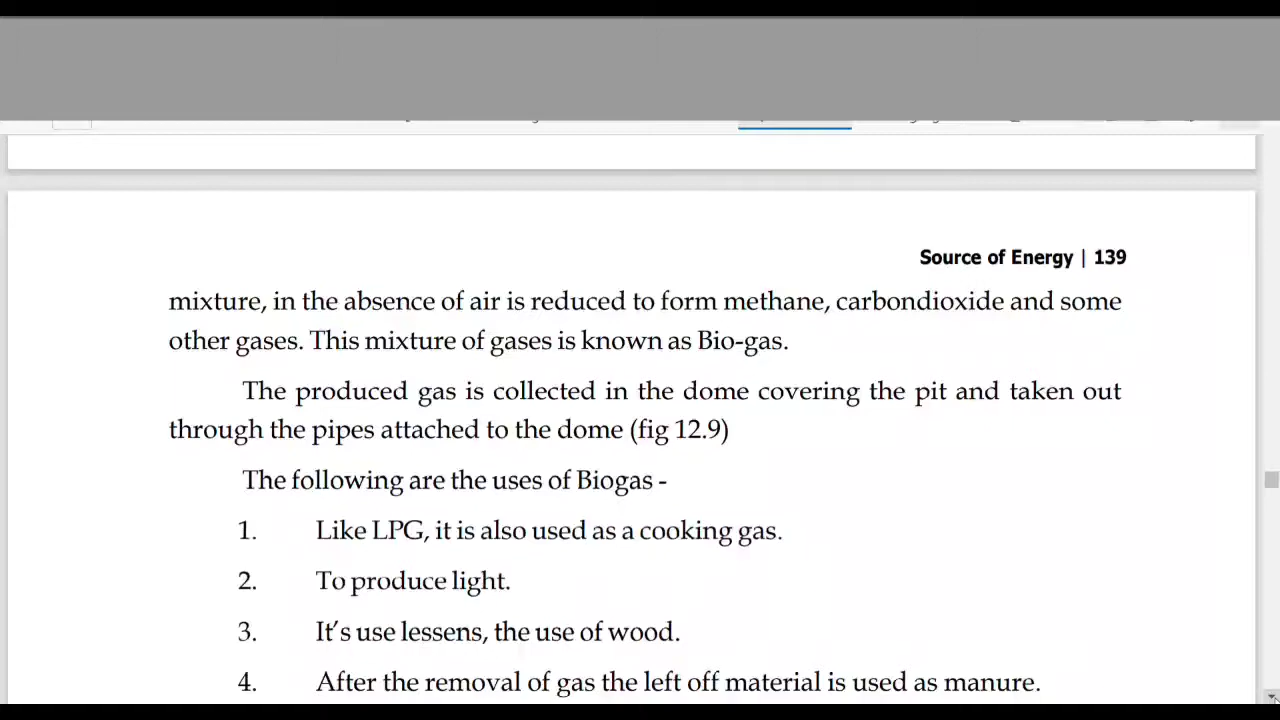 Source of Energy | 139
mixture, in the absence of air is reduced to form methane, carbondioxide and some
other gases. This mixture of gases is known as Bio-gas.
The produced gas is collected in the dome covering the pit and taken out
through the pipes attached to the dome (fig 12.9)
The following are the uses of Biogas -
1. Like LPG, it is also used as a cooking gas.
2. To produce light.
3. It's use lessens, the use of wood.
4. After the removal of gas the left off material is used as manure.